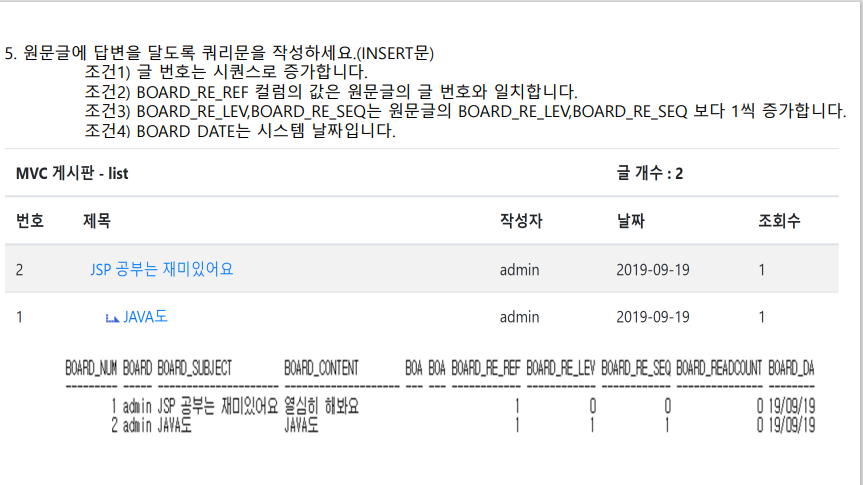 5. 원문글에 답변을 달도록 쿼리문을 작성하세요.(INSERT문)
조건1) 글 번호는 시퀀스로 증가합니다.
조건2) BOARD_RE_REF 컬럼의 값은 원문글의 글 번호와 일치합니다.
조건3) BOARD_RE_LEV,BOARD_RE_SEQ는 원문글의 BOARD_RE_LEV,BOARD_RE_SEQ 보다 1씩 증가합니다.
조건4) BOARD_DATE는 시스템 날짜입니다.
MVC 게시판 - list 글 개수 : 2
번호 제목 작성자 날짜 조회수
2 JSP 공부는 재미있어요 admin 2019-09-19 1
1 JAVA도 admin 2019-09-19 1
BOARD_NUM BOARD BOARD_SUBJECT BOARD_CONTENT BOA BOA BOARD_RE_REF BOARD_RE_LEV BOARD_RE_SEQ BOARD_READCOUNT BOARD_DA
1 admin JSP 공부는 재미있어요 열심히 해봐요 1 0 0 0 19/09/19
2 admin JAVA도 JAVA도 1 1 1 0 19/09/19